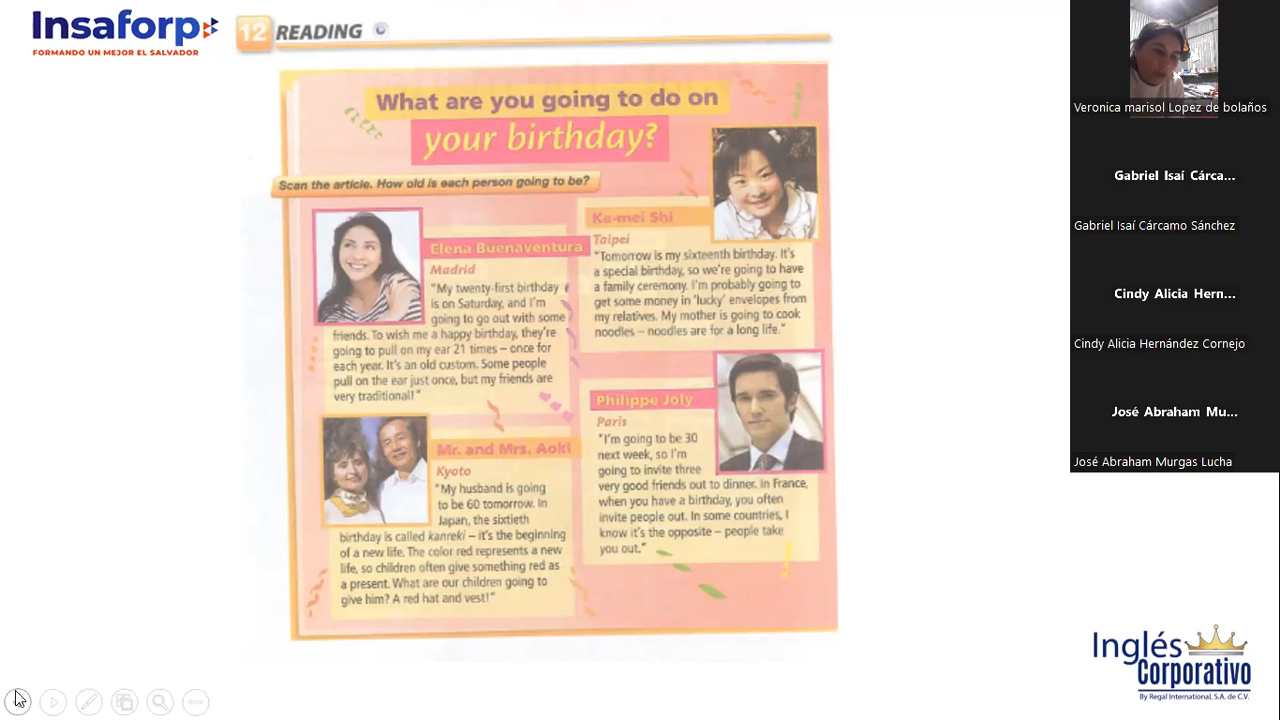 Insaforp
FORMANDO UN MEJOR EL SALVADOR
12 READING
What are you going to do on
your birthday?
Scan the article. How old is each person going to be?
Elena Buenaventura
Madrid
"My twenty-first birthday
is on Saturday, and I'm
going to go out with some
friends. To wish me a happy birthday, they're
going to pull on my ear 21 times – once for
each year. It's an old custom. Some people
pull on the ear just once, but my friends are
very traditional!"
Mr. and Mrs. Aoki
Kyoto
"My husband is going
to be 60 tomorrow. In
Japan, the sixtieth
birthday is called kanreki – it's the beginning
of a new life. The color red represents a new
life, so children often give something red as
a present. What are our children going to
give him? A red hat and vest!"
Ka-mei Shi
Taipei
"Tomorrow is my sixteenth birthday. It's
a special birthday, so we're going to have
a family ceremony. I'm probably going to
get some money in 'lucky' envelopes from
my relatives. My mother is going to cook
noodles – noodles are for a long life."
Philippe Joly
Paris
"I'm going to be 30
next week, so I'm
going to invite three
very good friends out to dinner. In France,
when you have a birthday, you often
invite people out. In some countries, I
know it's the opposite – people take
you out."
Veronica marisol Lopez de bolaños
Gabriel Isaí Cárca...
Gabriel Isaí Cárcamo Sánchez
Cindy Alicia Hern...
Cindy Alicia Hernández Cornejo
José Abraham Mu...
José Abraham Murgas Lucha
Inglés
Corporativo
By Regal International, S.A. de C.V.